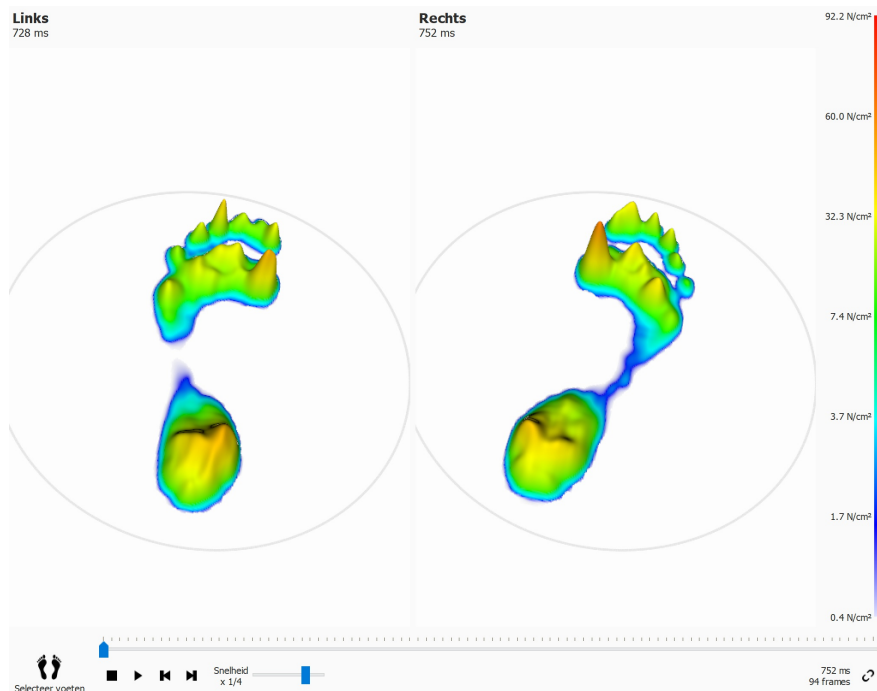 Links
728 ms
Rechts
752 ms
92.2 N/cm²
60.0 N/cm²
32.3 N/cm²
7.4 N/cm²
3.7 N/cm²
1.7 N/cm²
0.4 N/cm²
Selecteer voeten
Snelheid
x 1/4
752 ms
94 frames